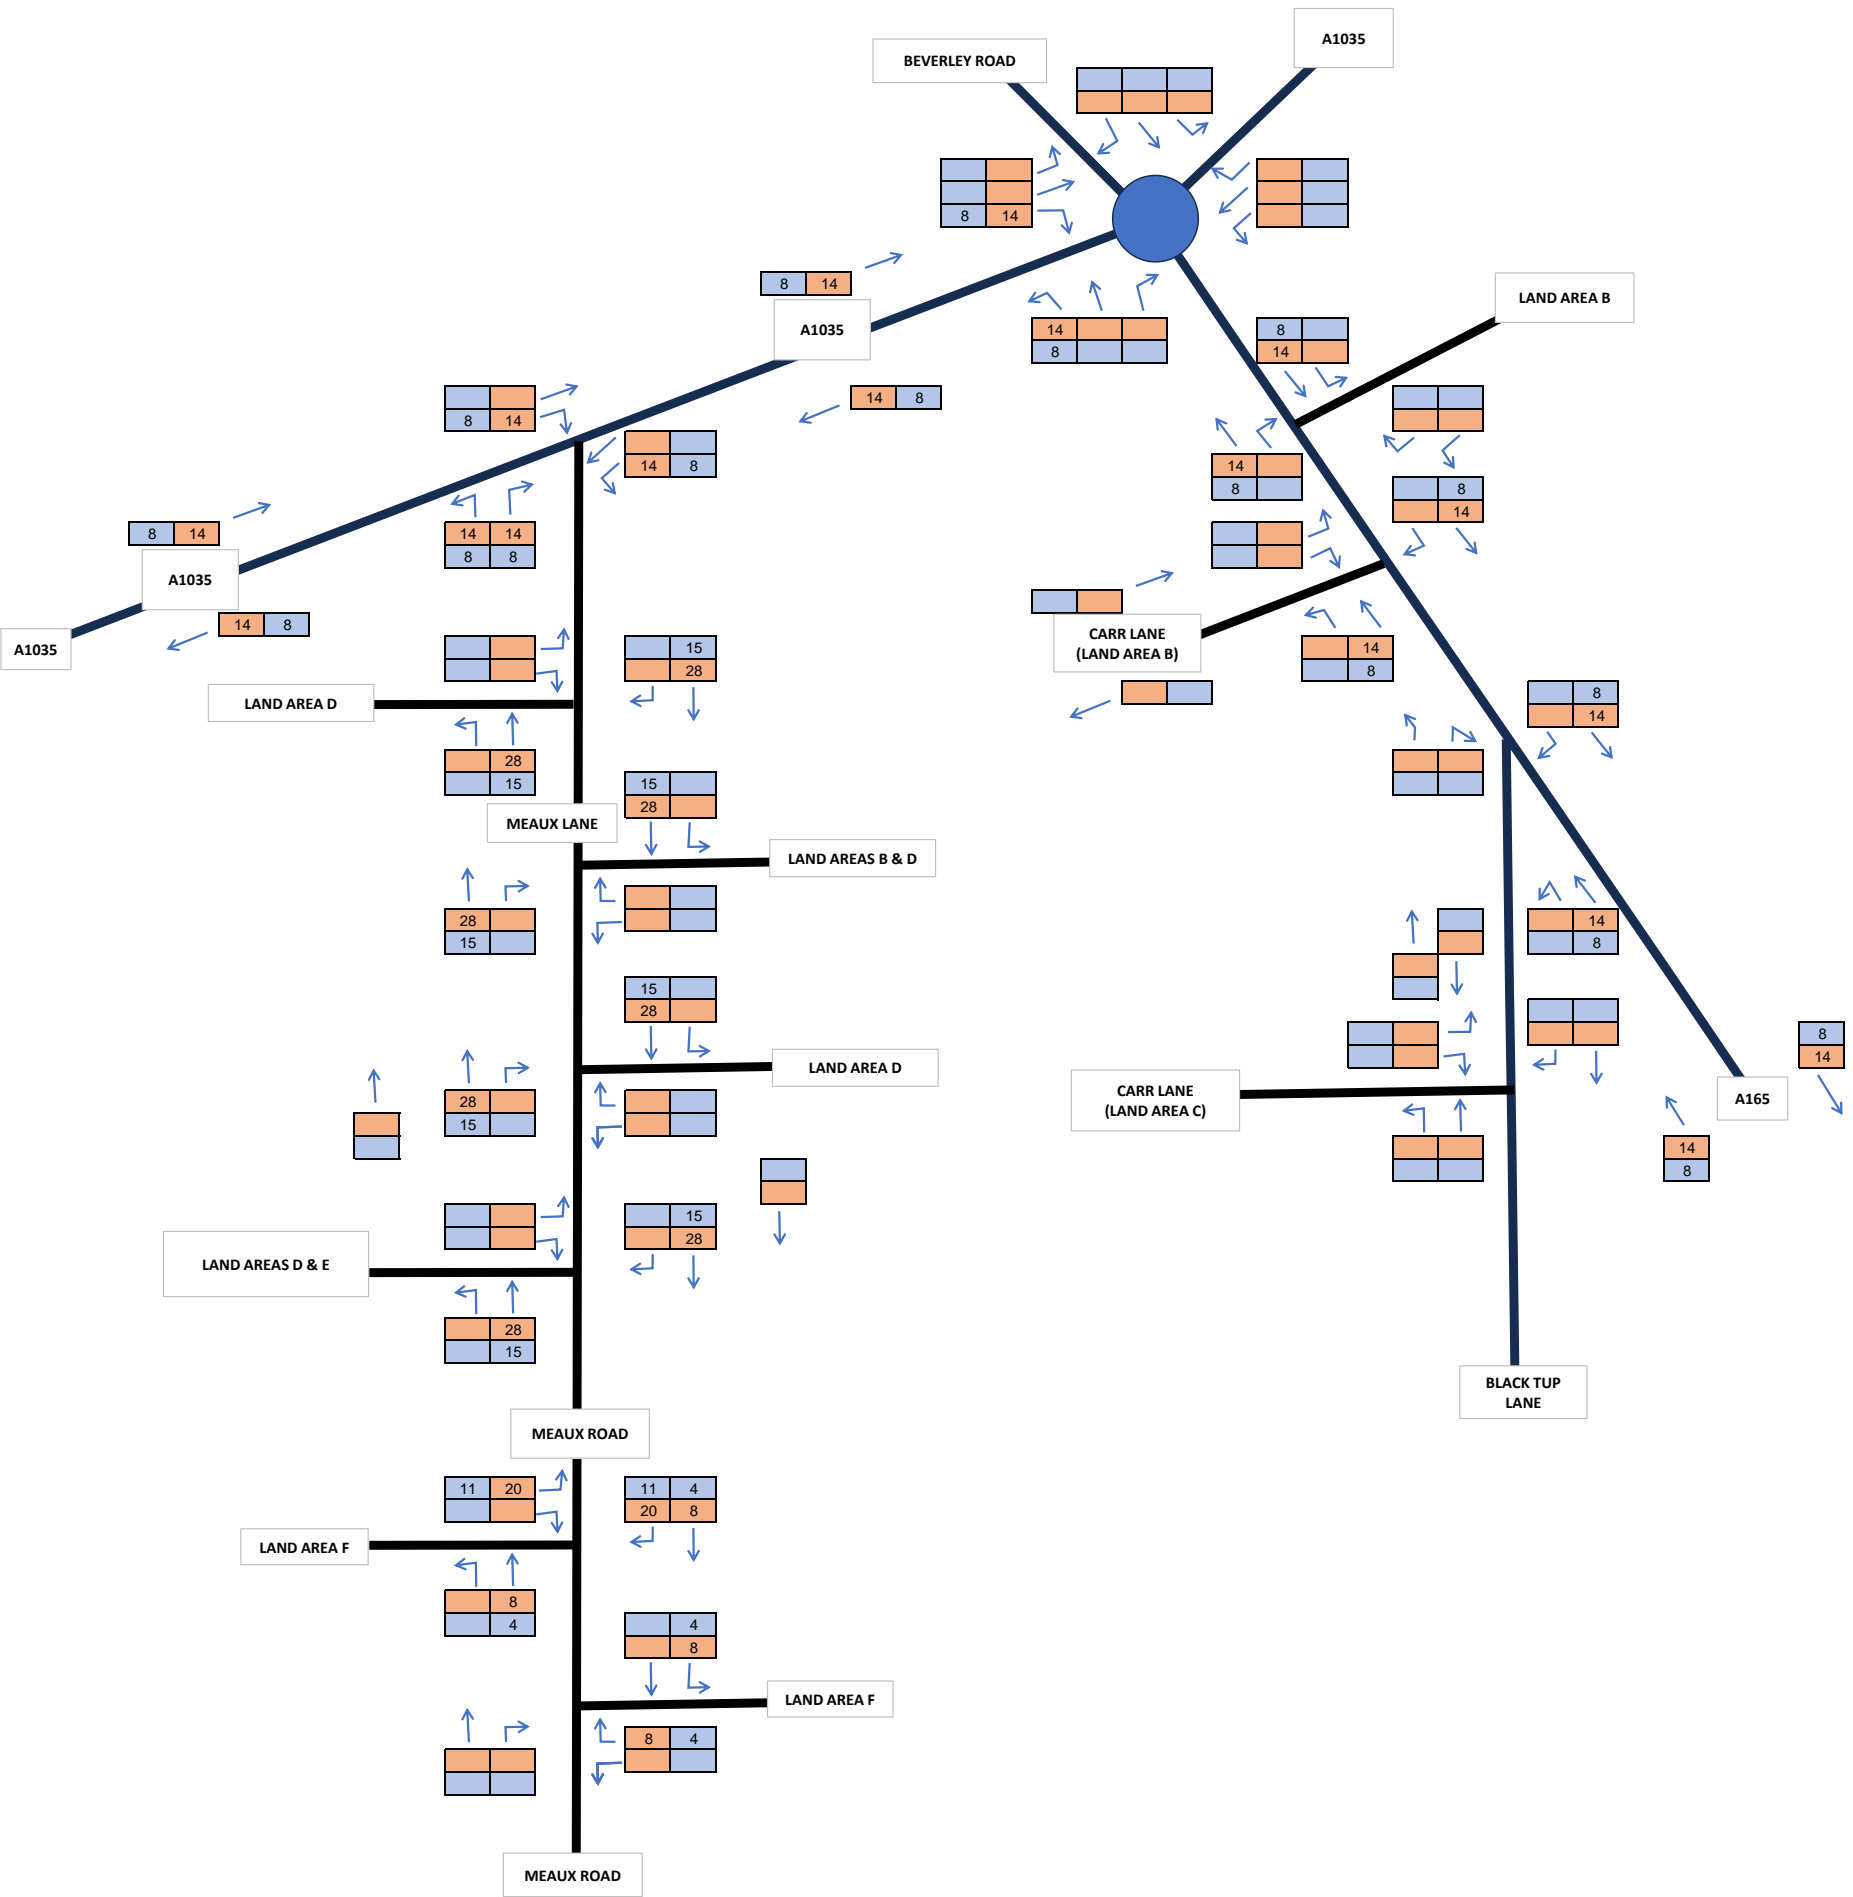 A1035
BEVERLEY ROAD
8 14
8 14
A1035
LAND AREA B
14
8
8
14
8 14
14 8
14
8
14 8
8
14
8 14
14 14
8 8
A1035
14 8
A1035
CARR LANE
(LAND AREA B)
14
8
15
28
LAND AREA D
8
14
28
15
15
28
MEAUX LANE
LAND AREAS B & D
28
15
14
8
15
28
LAND AREA D
28
15
8
14
CARR LANE
(LAND AREA C)
A165
14
8
15
28
LAND AREAS D & E
28
15
BLACK TUP
LANE
MEAUX ROAD
11 20
11 4
20 8
LAND AREA F
8
4
4
8
LAND AREA F
8 4
MEAUX ROAD